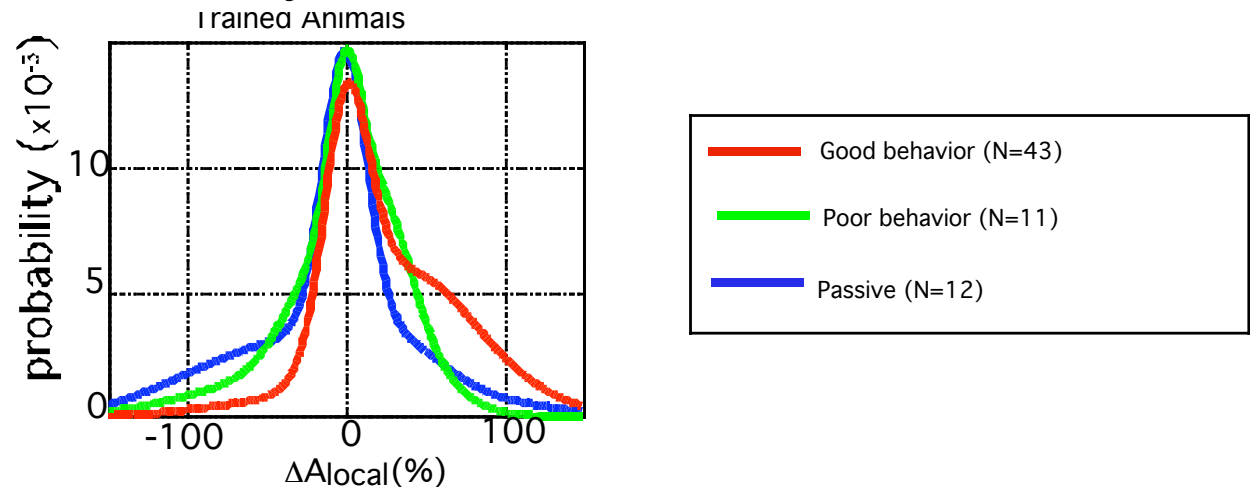 Trained Animals
probability (x10⁻³)
10
5
0
-100
0
100
ΔAlocal(%)
Good behavior (N=43)
Poor behavior (N=11)
Passive (N=12)